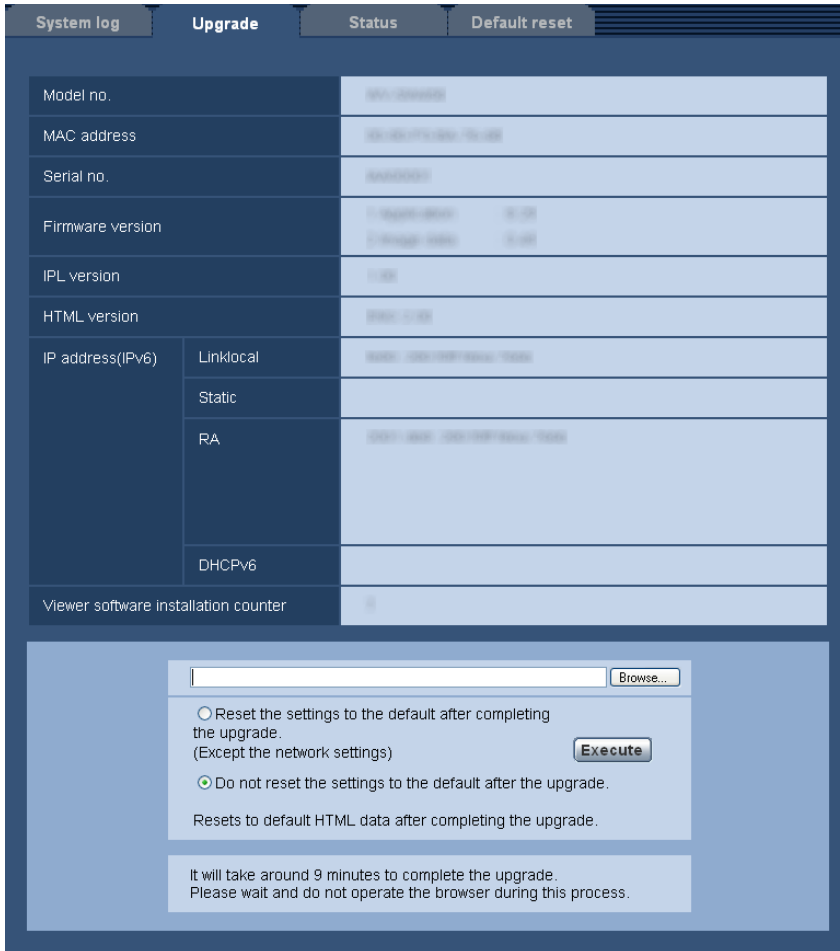 System log Upgrade Status Default reset
Model no.
MAC address
Serial no.
Firmware version
IPL version
HTML version
IP address(IPv6) Linklocal
Static
RA
DHCPv6
Viewer software installation counter
Browse...
Reset the settings to the default after completing
the upgrade.
(Except the network settings)
Execute
Do not reset the settings to the default after the upgrade.
Resets to default HTML data after completing the upgrade.
It will take around 9 minutes to complete the upgrade.
Please wait and do not operate the browser during this process.